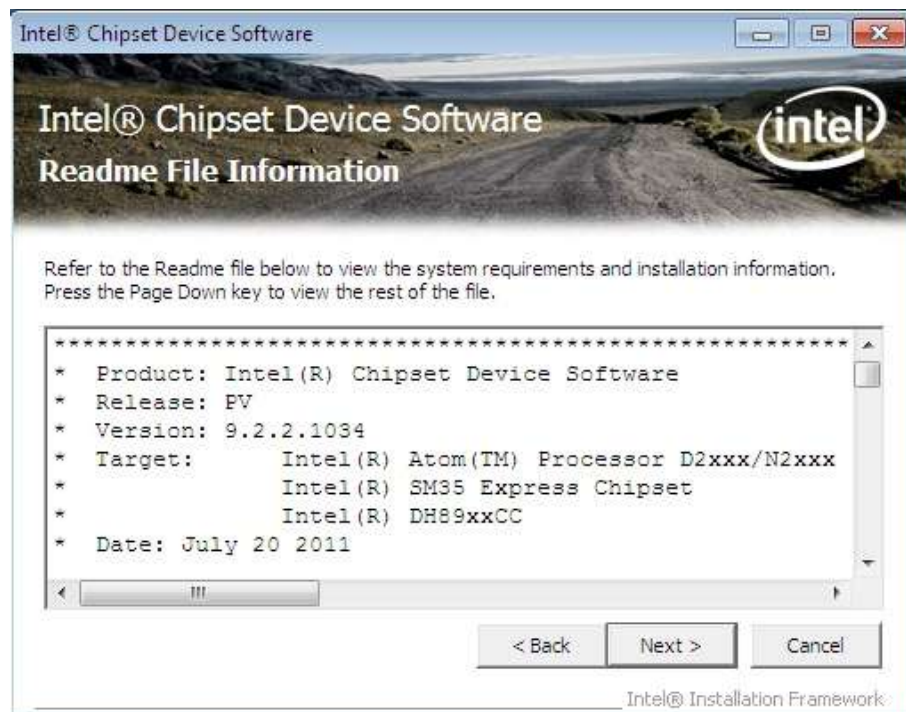 Intel® Chipset Device Software
Intel® Chipset Device Software
intel
Readme File Information
Refer to the Readme file below to view the system requirements and installation information.
Press the Page Down key to view the rest of the file.
************************************************************
* Product: Intel(R) Chipset Device Software
* Release: PV
* Version: 9.2.2.1034
* Target: Intel(R) Atom(TM) Processor D2xxx/N2xxx
* Intel(R) SM35 Express Chipset
* Intel(R) DH89xxCC
* Date: July 20 2011
< Back Next > Cancel
Intel® Installation Framework